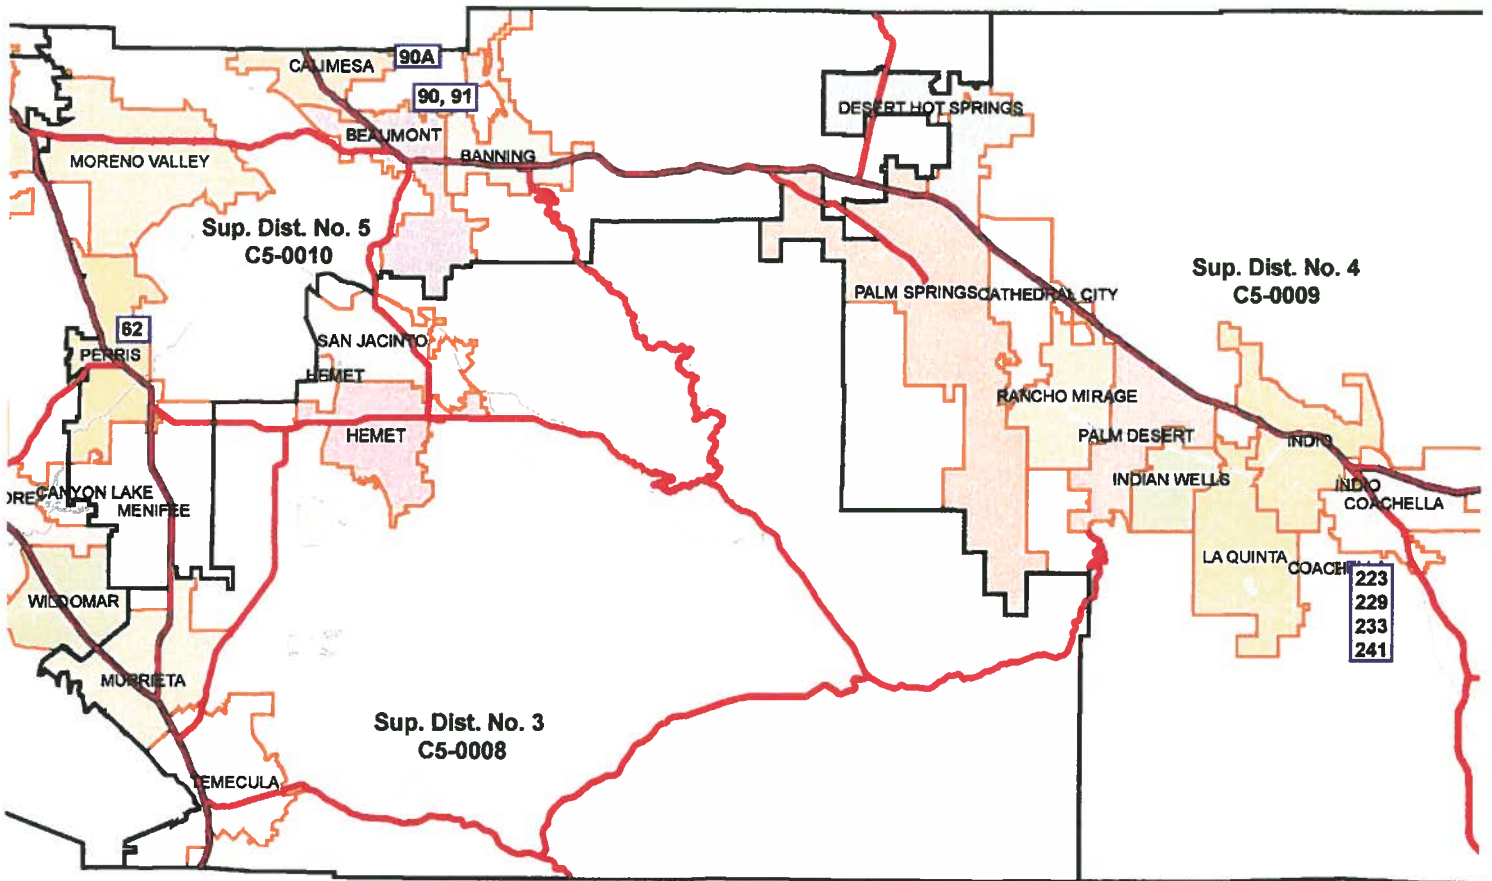 CALIMESA
90A
90, 91
DESERT HOT SPRINGS
BEAUMONT
BANNING
MORENO VALLEY
Sup. Dist. No. 5
C5-0010
Sup. Dist. No. 4
C5-0009
PALM SPRINGS
CATHEDRAL CITY
62
PERRIS
SAN JACINTO
HEMET
RANCHO MIRAGE
HEMET
PALM DESERT
INDIO
INDIAN WELLS
INDIO
ORE
CANYON LAKE
COACHELLA
MENIFEE
LA QUINTA
COACH
223
229
233
241
WILDOMAR
MURRIETA
Sup. Dist. No. 3
C5-0008
TEMECULA